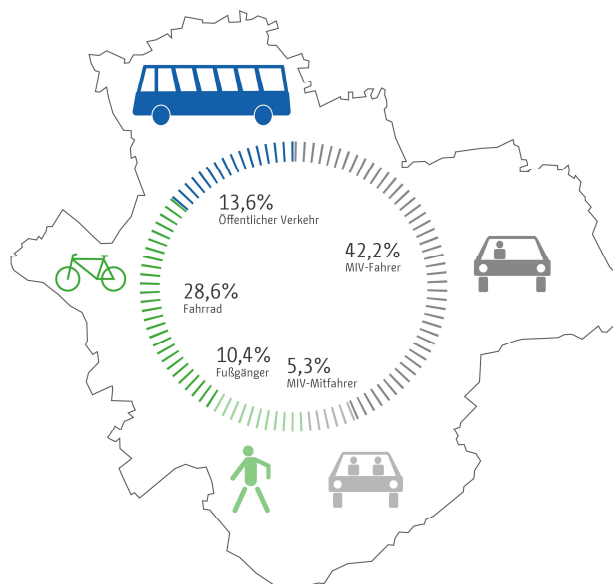 13,6%
Öffentlicher Verkehr
42,2%
MIV-Fahrer
28,6%
Fahrrad
10,4%
Fußgänger
5,3%
MIV-Mitfahrer